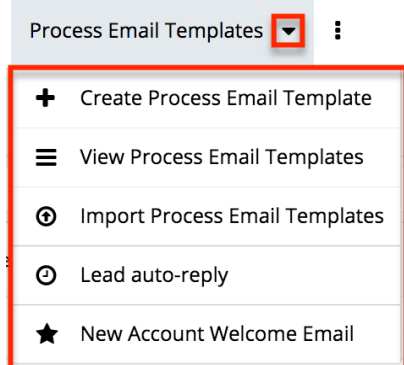 Process Email Templates
Create Process Email Template
View Process Email Templates
Import Process Email Templates
Lead auto-reply
New Account Welcome Email